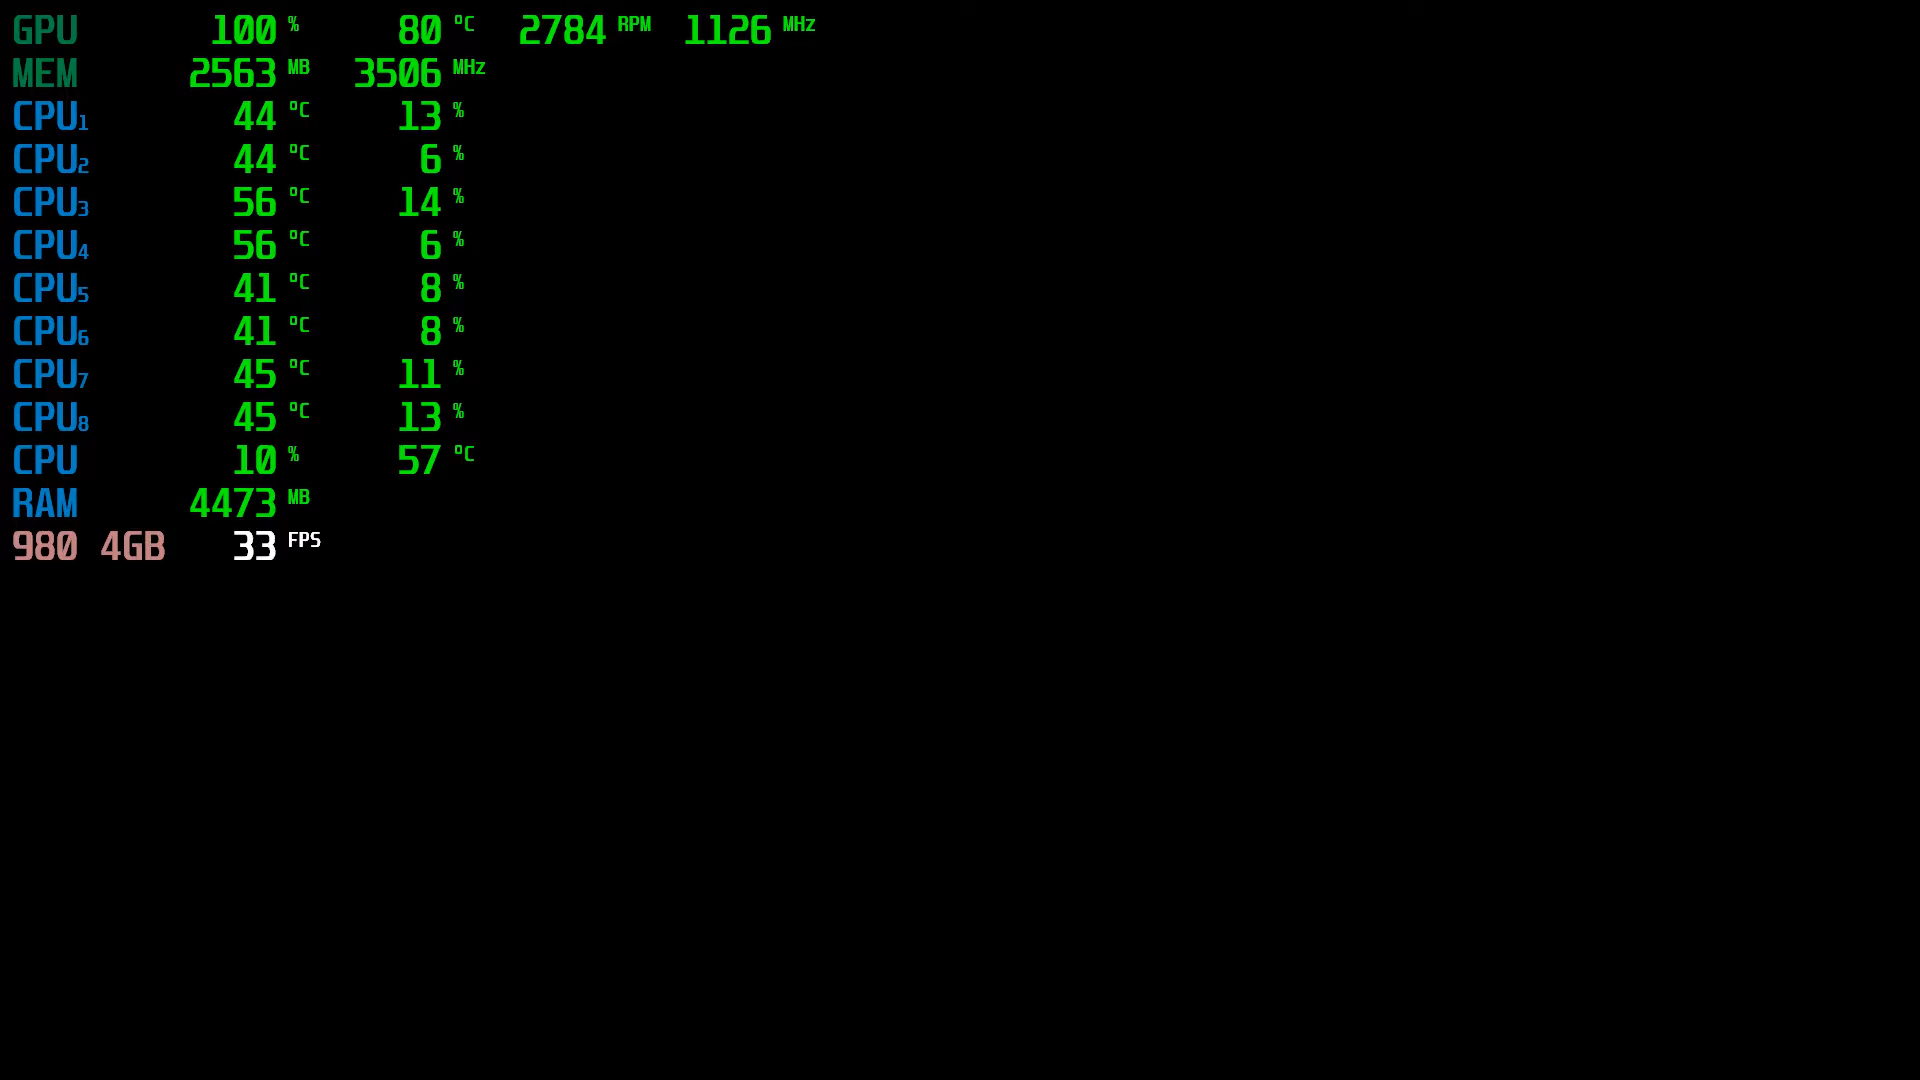 GPU 100 % 80 °C 2784 RPM 1126 MHz
MEM 2563 MB 3506 MHz
CPU1 44 °C 13 %
CPU2 44 °C 6 %
CPU3 56 °C 14 %
CPU4 56 °C 6 %
CPU5 41 °C 8 %
CPU6 41 °C 8 %
CPU7 45 °C 11 %
CPU8 45 °C 13 %
CPU 10 % 57 °C
RAM 4473 MB
980 4GB 33 FPS